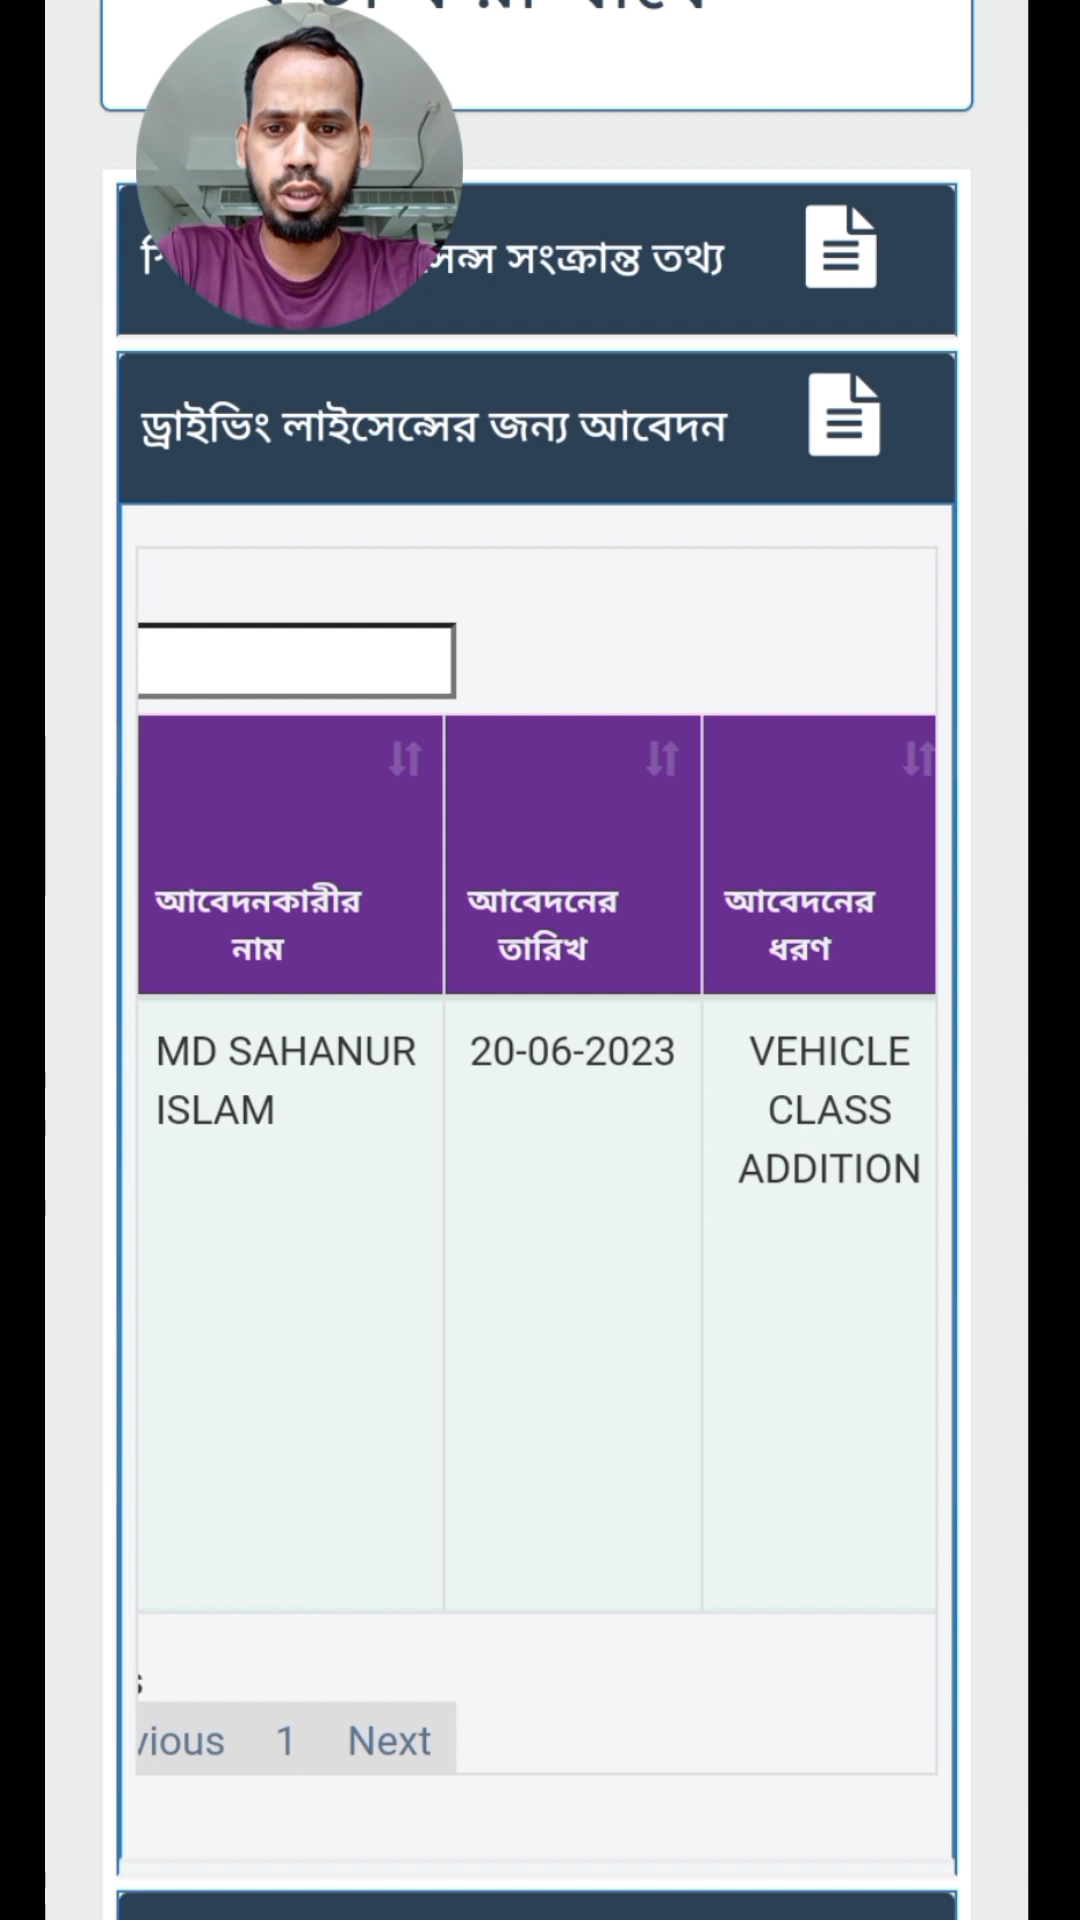 সেন্স সংক্রান্ত তথ্য
ড্রাইভিং লাইসেন্সের জন্য আবেদন
আবেদনকারীর
নাম
আবেদনের
তারিখ
আবেদনের
ধরণ
MD SAHANUR
ISLAM
20-06-2023
VEHICLE
CLASS
ADDITION
vious 1 Next